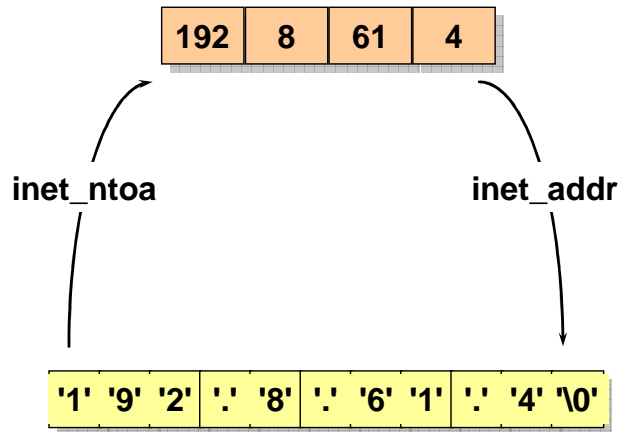 192 8 61 4
inet_ntoa inet_addr
'1' '9' '2' '.' '8' '.' '6' '1' '.' '4' '\0'